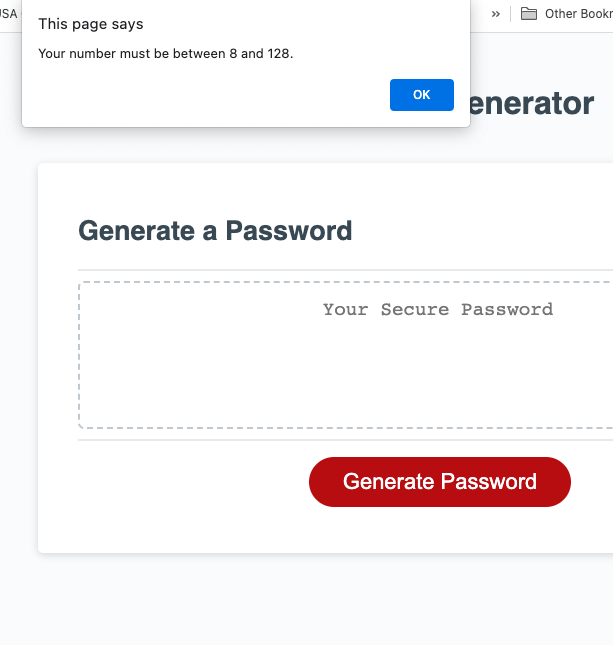 USA
» Other Bookr
This page says
Your number must be between 8 and 128.
OK
enerator
Generate a Password
Your Secure Password
Generate Password